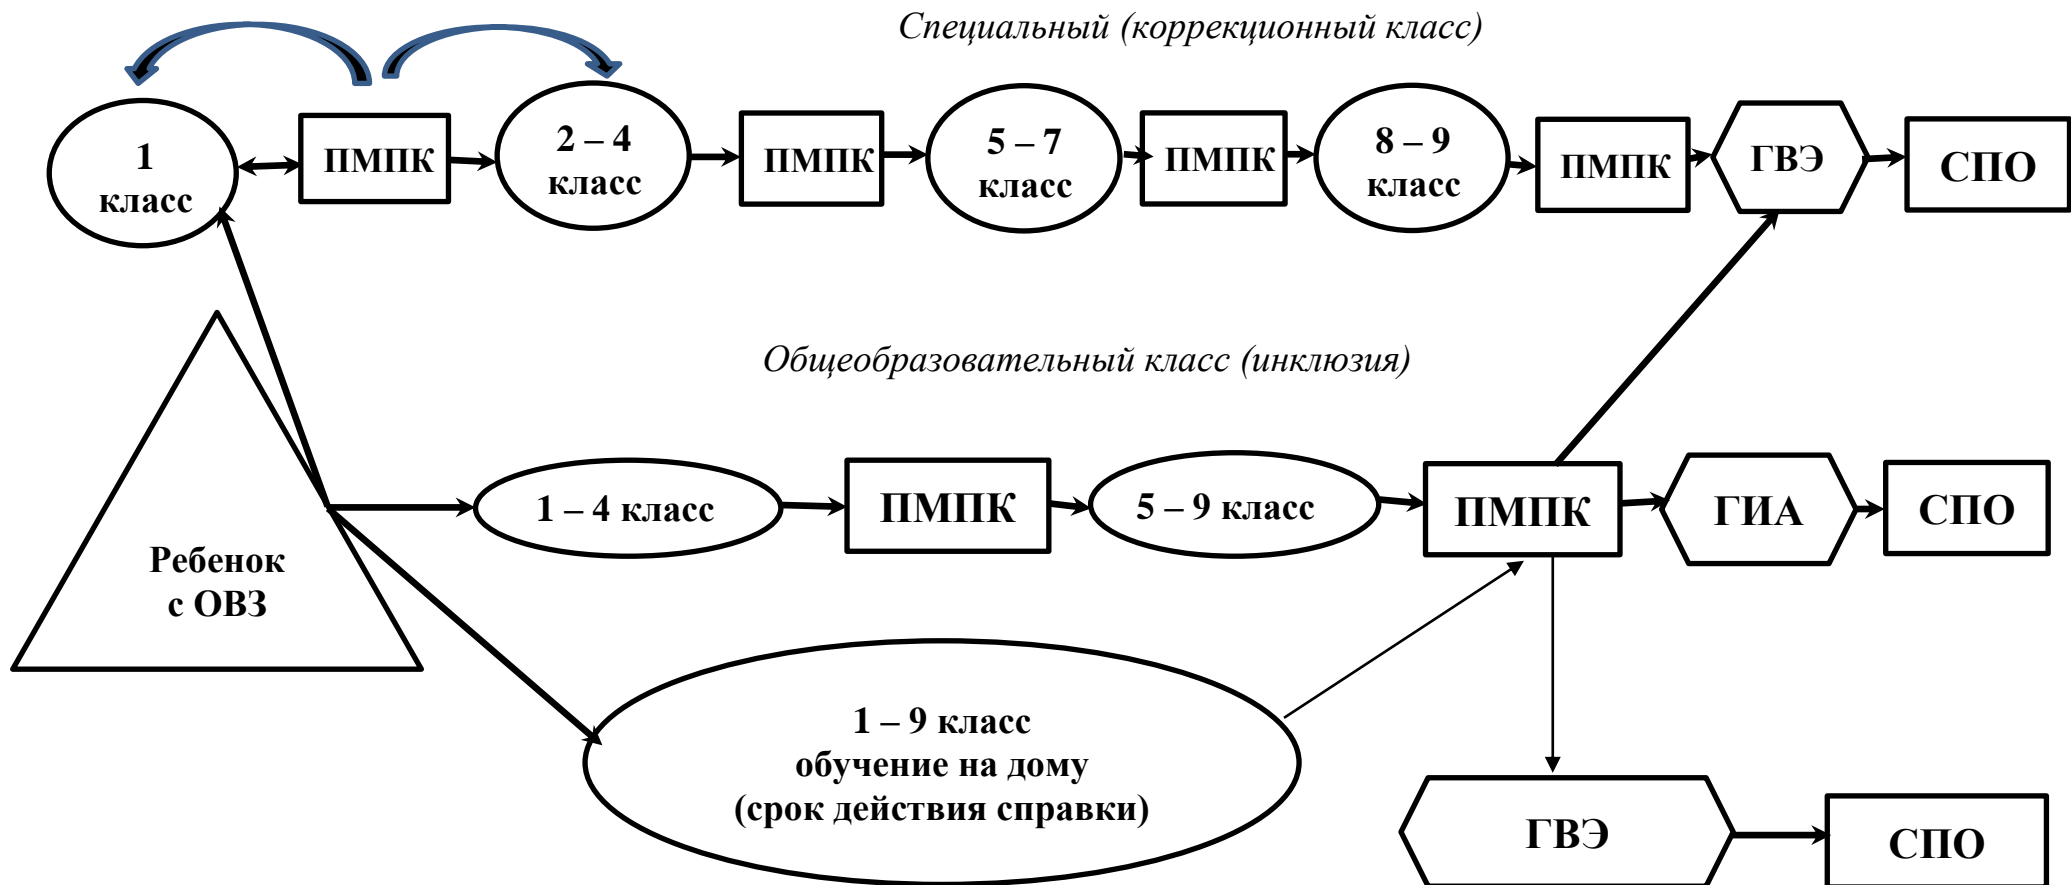 Специальный (коррекционный класс)
1
класс
ПМПК
2 – 4
класс
ПМПК
5 – 7
класс
ПМПК
8 – 9
класс
ПМПК
ГВЭ
СПО
Общеобразовательный класс (инклюзия)
Ребенок
с ОВЗ
1 – 4 класс
ПМПК
5 – 9 класс
ПМПК
ГИА
СПО
1 – 9 класс
обучение на дому
(срок действия справки)
ГВЭ
СПО